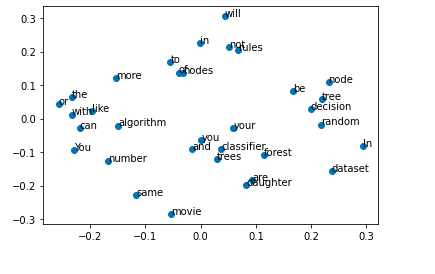 0.3
0.2
0.1
0.0
−0.1
−0.2
−0.3
will
in
not
rules
to
of
nodes
more
node
be
the
tree
or
like
decision
with
algorithm
random
can
your
you
In
You
and
classifier
forest
number
trees
dataset
are
daughter
same
movie
−0.2
−0.1
0.0
0.1
0.2
0.3